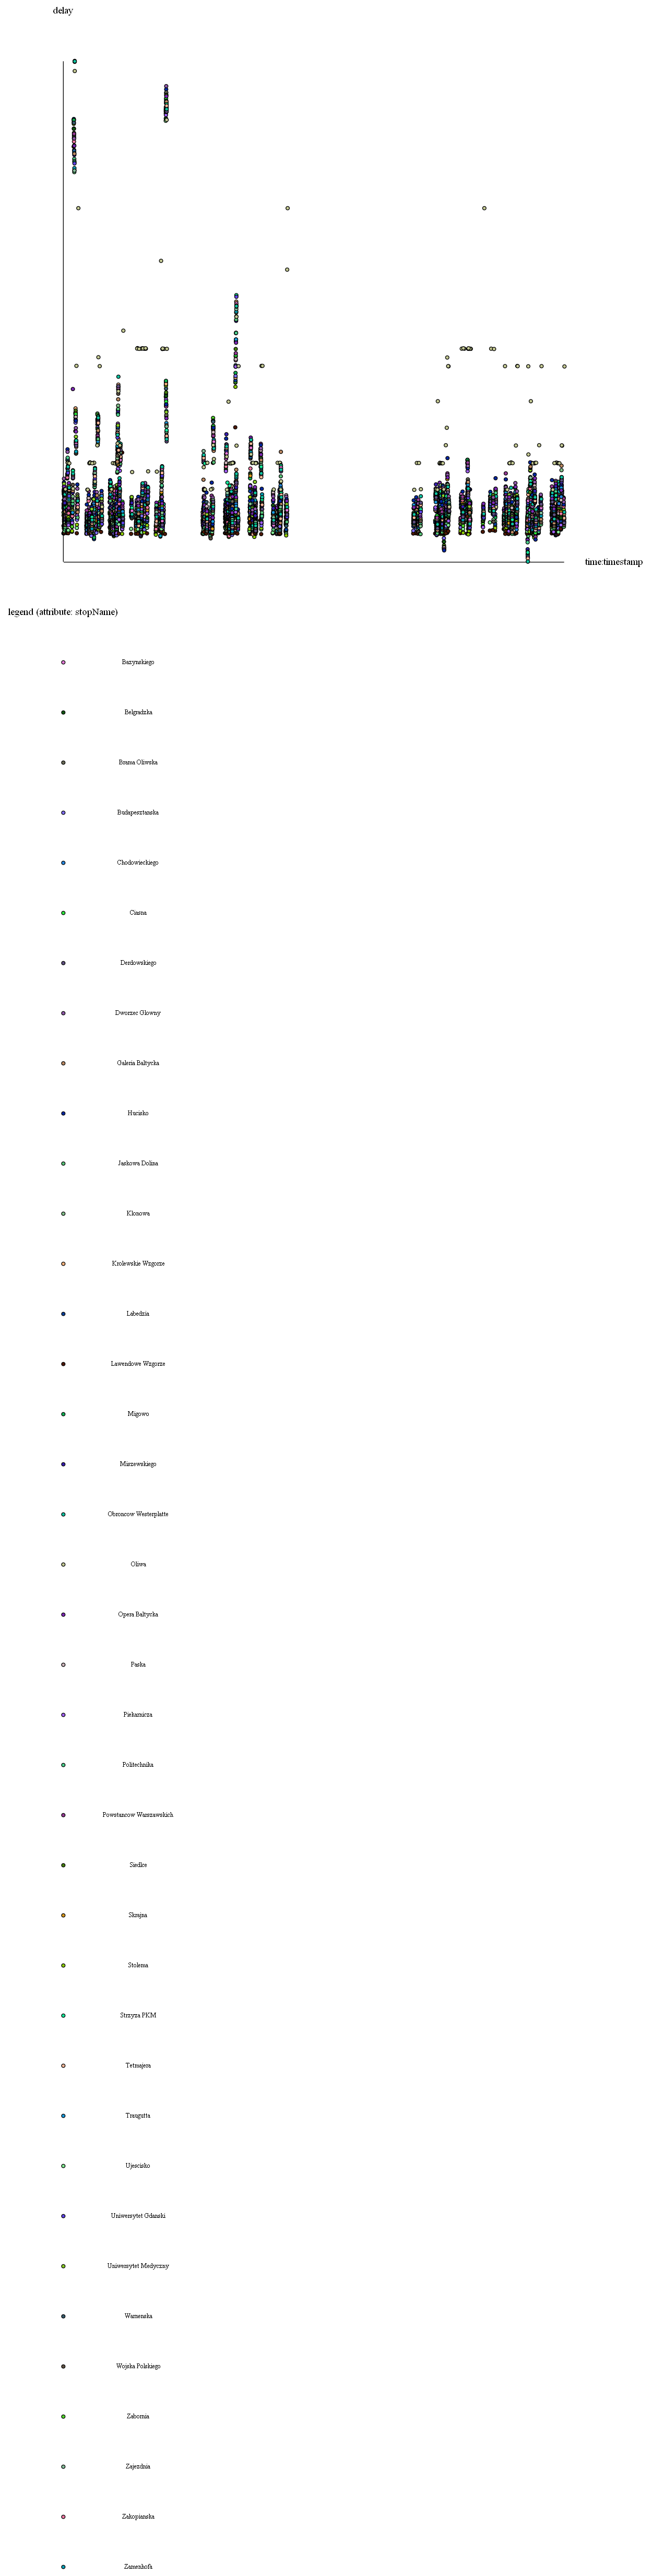 delay
time:timestamp
legend (attribute: stopName)
Bazynskiego
Belgradzka
Brama Oliwska
Budapesztanska
Chodowieckiego
Ciasna
Derdowskiego
Dworzec Glowny
Galeria Baltycka
Hucisko
Jaskowa Dolina
Klonowa
Krolewskie Wzgorze
Labedzia
Lawendowe Wzgorze
Migowo
Miszewskiego
Obroncow Westerplatte
Oliwa
Opera Baltycka
Paska
Piekarnicza
Politechnika
Powstancow Warszawskich
Siedlce
Skrajna
Stolema
Strzyza PKM
Tetmajera
Traugutta
Ujescisko
Uniwersytet Gdanski
Uniwersytet Medyczny
Warnenska
Wojska Polskiego
Zabornia
Zajezdnia
Zakopianska
Zamenhofa